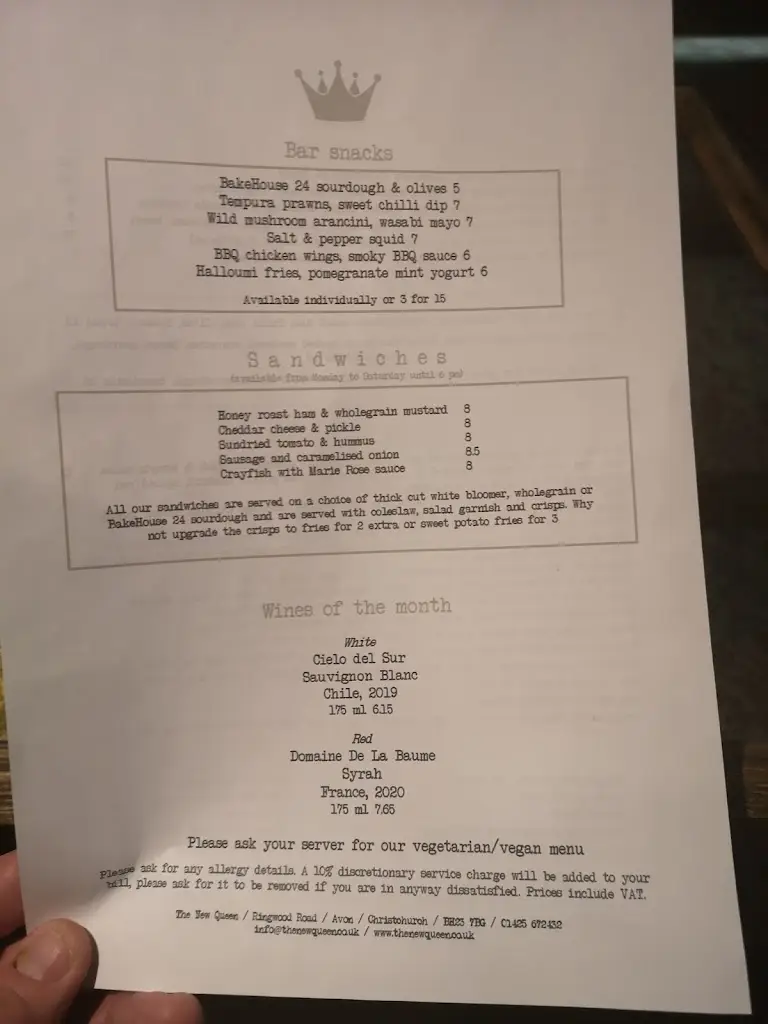 Bar snacks
BakeHouse 24 sourdough & olives 5
Tempura prawns, sweet chilli dip 7
Wild mushroom arancini, wasabi mayo 7
Salt & pepper squid 7
BBQ chicken wings, smoky BBQ sauce 6
Halloumi fries, pomegranate mint yogurt 6
Available individually or 3 for 15
Sandwiches
(available from Monday to Saturday until 6 pm)
Honey roast ham & wholegrain mustard 8
Cheddar cheese & pickle 8
Sundried tomato & hummus 8
Sausage and caramelised onion 8.5
Crayfish with Marie Rose sauce 8
All our sandwiches are served on a choice of thick cut white bloomer, wholegrain or
BakeHouse 24 sourdough and are served with coleslaw, salad garnish and crisps. Why
not upgrade the crisps to fries for 2 extra or sweet potato fries for 3
Wines of the month
White
Cielo del Sur
Sauvignon Blanc
Chile, 2019
175 ml 6.15
Red
Domaine De La Baume
Syrah
France, 2020
175 ml 7.65
Please ask your server for our vegetarian/vegan menu
Please ask for any allergy details. A 10% discretionary service charge will be added to your
bill, please ask for it to be removed if you are in anyway dissatisfied. Prices include VAT.
The New Queen / Ringwood Road / Avon / Christchurch / BH23 7BG / 01425 672432
info@thenewqueen.co.uk / www.thenewqueen.co.uk